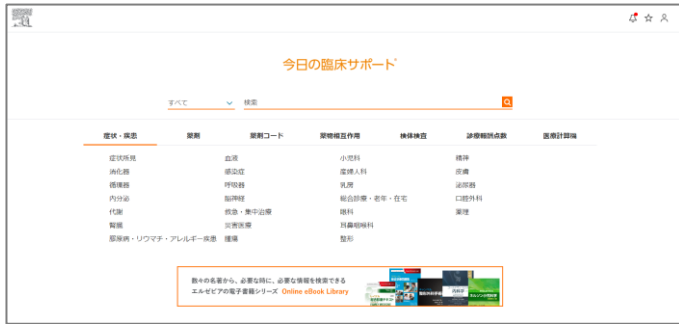 今日の臨床サポート
すべて 検索
症状・疾患 薬剤 薬剤コード 薬物相互作用 検体検査 診療報酬点数 医療計算機
症状所見 血液 小児科 精神
消化器 感染症 産婦人科 皮膚
循環器 呼吸器 乳房 泌尿器
内分泌 脳神経 総合診療・老年・在宅 口腔外科
代謝 救急・集中治療 眼科 薬理
腎臓 災害医療 耳鼻咽喉科
膠原病・リウマチ・アレルギー疾患 腫瘍 整形
数々の名著から、必要な時に、必要な情報を検索できる
エルゼビアの電子書籍シリーズ Online eBook Library